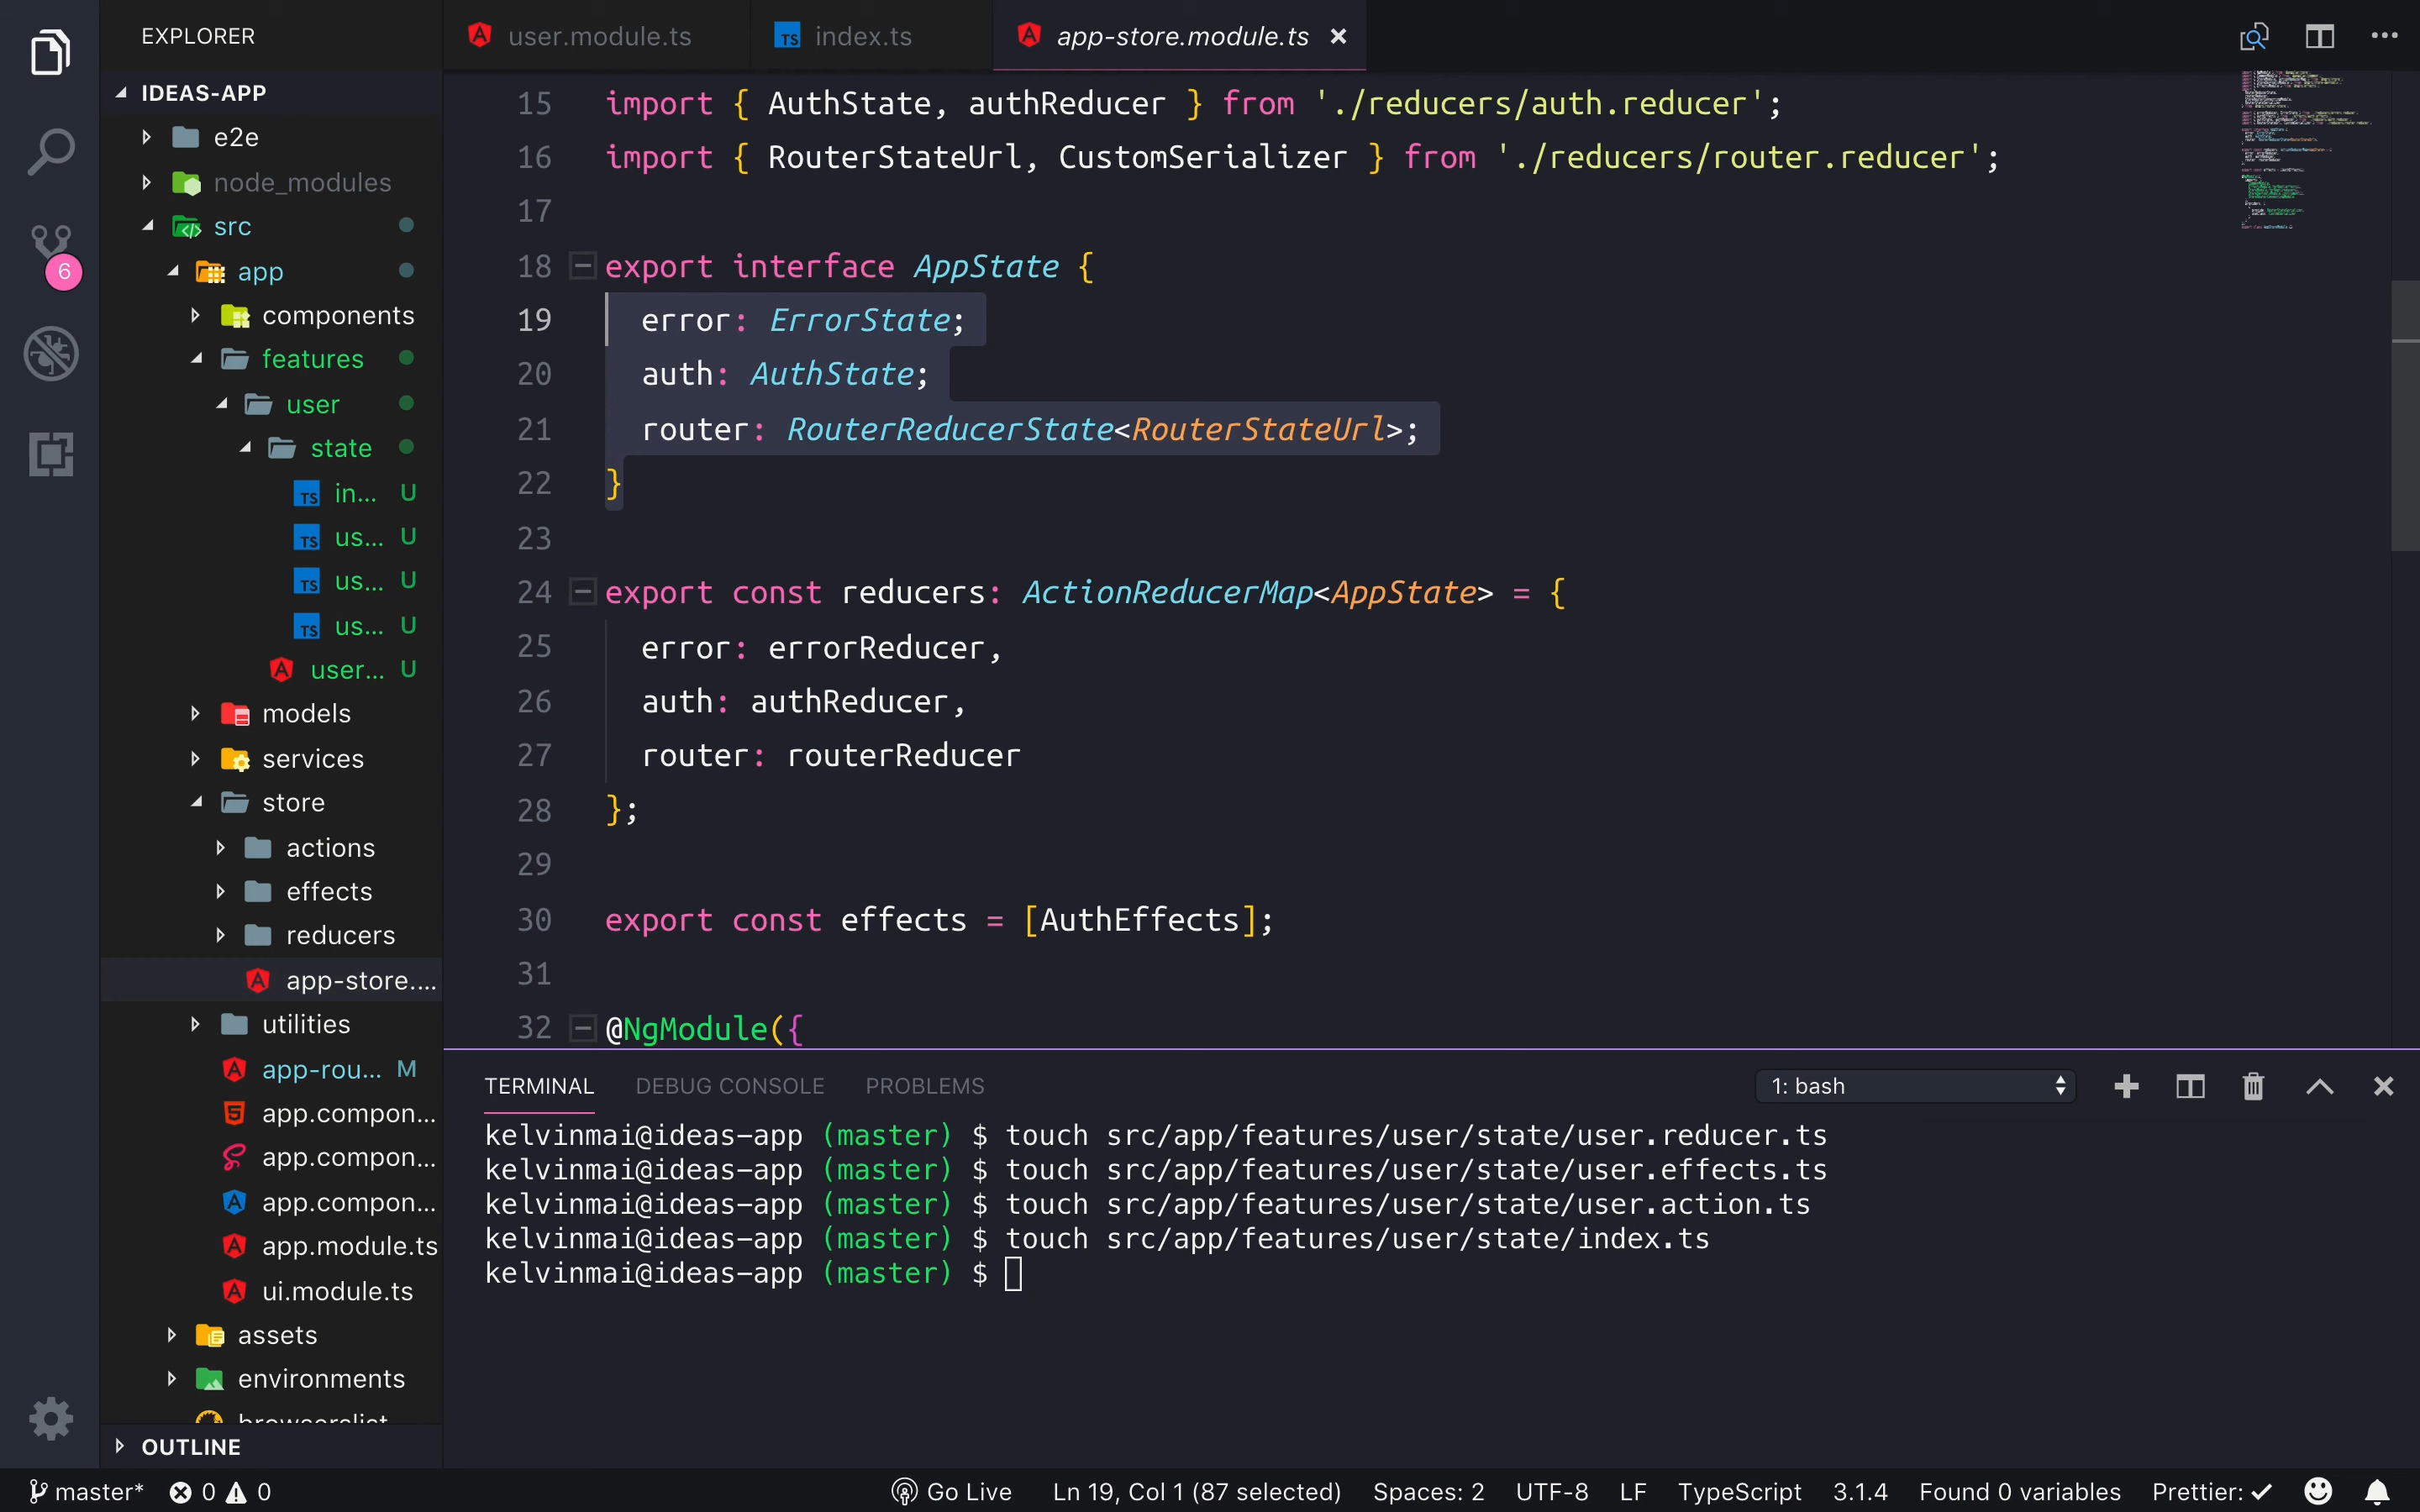 EXPLORER
IDEAS-APP
e2e
node_modules
src
app
components
features
user
state
in... U
us... U
us... U
us... U
user... U
models
services
store
actions
effects
reducers
app-store....
utilities
app-rou... M
app.compon...
app.compon...
app.compon...
app.module.ts
ui.module.ts
assets
environments
browserslist
OUTLINE
6
user.module.ts
TS index.ts
app-store.module.ts ×
15 import { AuthState, authReducer } from './reducers/auth.reducer';
16 import { RouterStateUrl, CustomSerializer } from './reducers/router.reducer';
17
18 export interface AppState {
19 error: ErrorState;
20 auth: AuthState;
21 router: RouterReducerState<RouterStateUrl>;
22 }
23
24 export const reducers: ActionReducerMap<AppState> = {
25 error: errorReducer,
26 auth: authReducer,
27 router: routerReducer
28 };
29
30 export const effects = [AuthEffects];
31
32 @NgModule({
TERMINAL DEBUG CONSOLE PROBLEMS 1: bash
kelvinmai@ideas-app (master) $ touch src/app/features/user/state/user.reducer.ts
kelvinmai@ideas-app (master) $ touch src/app/features/user/state/user.effects.ts
kelvinmai@ideas-app (master) $ touch src/app/features/user/state/user.action.ts
kelvinmai@ideas-app (master) $ touch src/app/features/user/state/index.ts
kelvinmai@ideas-app (master) $
master* 0 0 Go Live Ln 19, Col 1 (87 selected) Spaces: 2 UTF-8 LF TypeScript 3.1.4 Found 0 variables Prettier: ✓